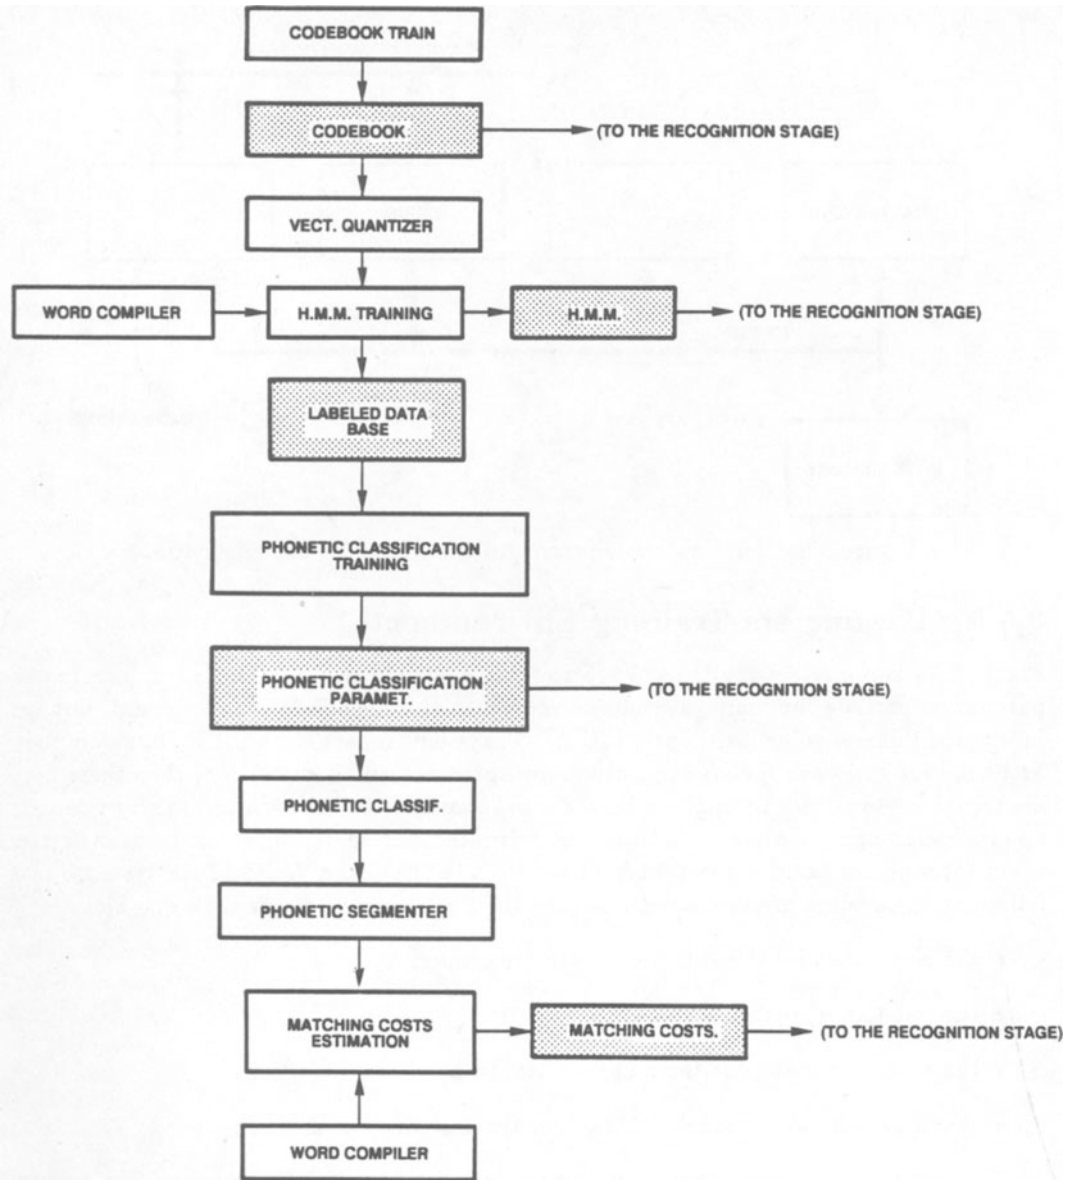 CODEBOOK TRAIN
CODEBOOK
(TO THE RECOGNITION STAGE)
VECT. QUANTIZER
WORD COMPILER
H.M.M. TRAINING
H.M.M.
(TO THE RECOGNITION STAGE)
LABELED DATA
BASE
PHONETIC CLASSIFICATION
TRAINING
PHONETIC CLASSIFICATION
PARAMET.
(TO THE RECOGNITION STAGE)
PHONETIC CLASSIF.
PHONETIC SEGMENTER
MATCHING COSTS
ESTIMATION
MATCHING COSTS.
(TO THE RECOGNITION STAGE)
WORD COMPILER